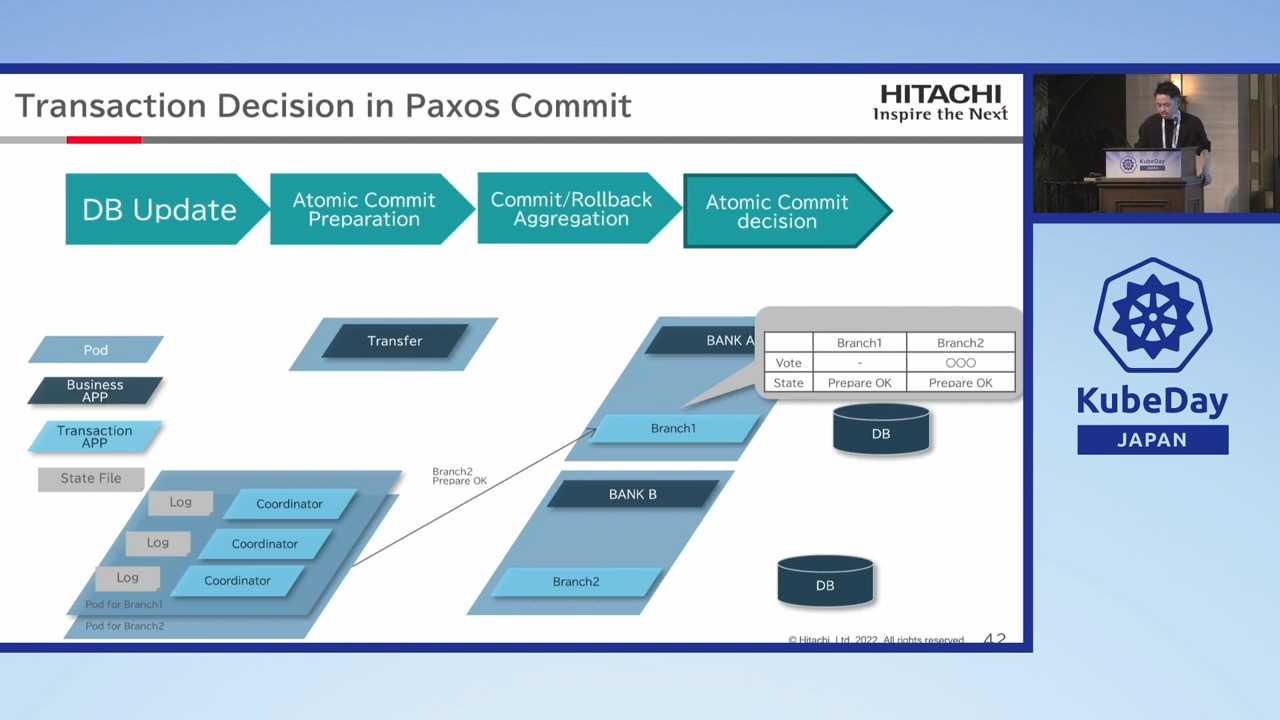 Transaction Decision in Paxos Commit
HITACHI
Inspire the Next
DB Update
Atomic Commit
Preparation
Commit/Rollback
Aggregation
Atomic Commit
decision
Pod
Business
APP
Transaction
APP
State File
Transfer
BANK A
Branch1
Branch2
Vote
-
○○○
State
Prepare OK
Prepare OK
Branch1
DB
Branch2
Prepare OK
BANK B
Branch2
DB
Log
Coordinator
Log
Coordinator
Log
Coordinator
Pod for Branch1
Pod for Branch2
© Hitachi, Ltd. 2022. All rights reserved.
42
KubeDay
JAPAN
KubeDay
JAPAN